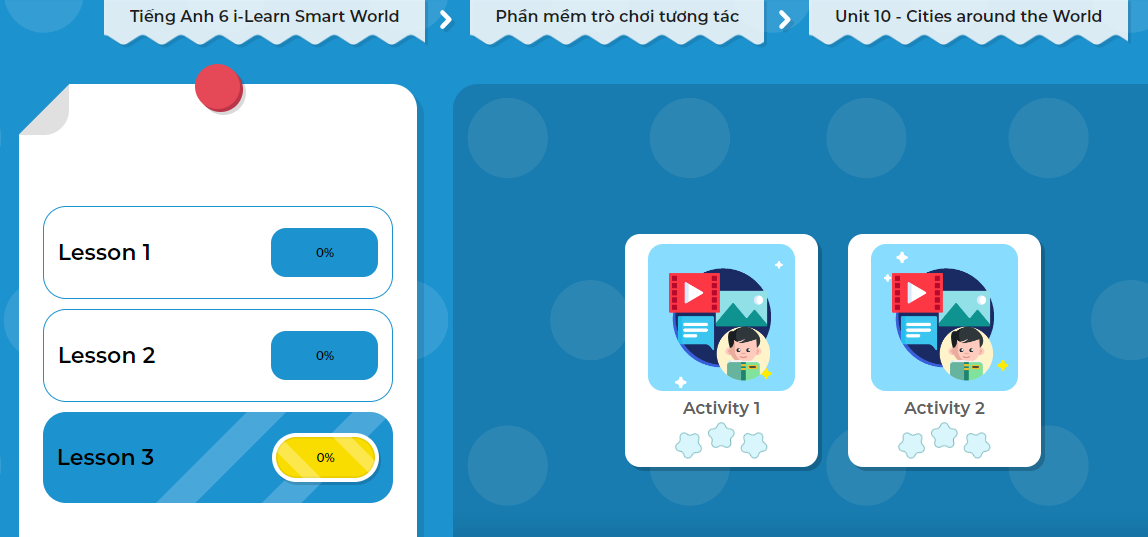 Tiếng Anh 6 i-Learn Smart World
Phần mềm trò chơi tương tác
Unit 10 - Cities around the World
Lesson 1
0%
Lesson 2
0%
Lesson 3
0%
Activity 1
Activity 2